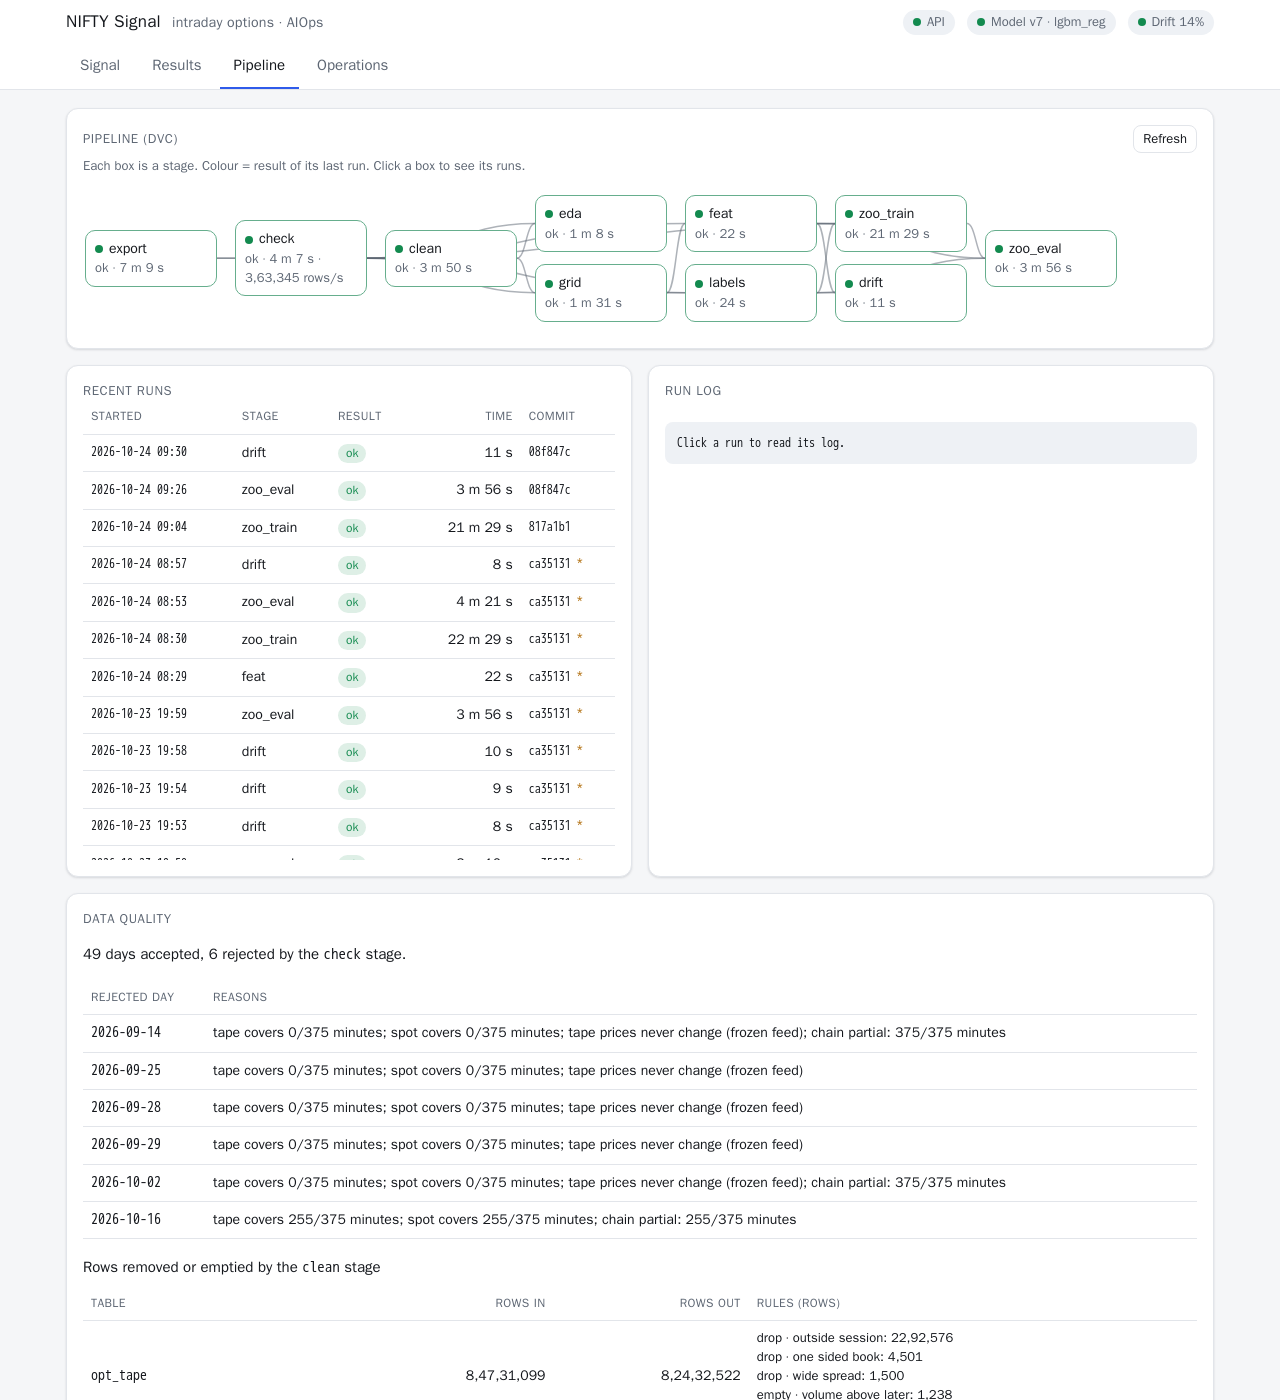 NIFTY Signal intraday options · AIOps
API
Model v7 · lgbm_reg
Drift 14%
Signal Results Pipeline Operations
PIPELINE (DVC)
Refresh
Each box is a stage. Colour = result of its last run. Click a box to see its runs.
export
ok · 7 m 9 s
check
ok · 4 m 7 s ·
3,63,345 rows/s
clean
ok · 3 m 50 s
eda
ok · 1 m 8 s
grid
ok · 1 m 31 s
feat
ok · 22 s
labels
ok · 24 s
zoo_train
ok · 21 m 29 s
drift
ok · 11 s
zoo_eval
ok · 3 m 56 s
RECENT RUNS
STARTED STAGE RESULT TIME COMMIT
2026-10-24 09:30 drift ok 11 s 08f847c
2026-10-24 09:26 zoo_eval ok 3 m 56 s 08f847c
2026-10-24 09:04 zoo_train ok 21 m 29 s 817a1b1
2026-10-24 08:57 drift ok 8 s ca35131 *
2026-10-24 08:53 zoo_eval ok 4 m 21 s ca35131 *
2026-10-24 08:30 zoo_train ok 22 m 29 s ca35131 *
2026-10-24 08:29 feat ok 22 s ca35131 *
2026-10-23 19:59 zoo_eval ok 3 m 56 s ca35131 *
2026-10-23 19:58 drift ok 10 s ca35131 *
2026-10-23 19:54 drift ok 9 s ca35131 *
2026-10-23 19:53 drift ok 8 s ca35131 *
RUN LOG
Click a run to read its log.
DATA QUALITY
49 days accepted, 6 rejected by the check stage.
REJECTED DAY REASONS
2026-09-14 tape covers 0/375 minutes; spot covers 0/375 minutes; tape prices never change (frozen feed); chain partial: 375/375 minutes
2026-09-25 tape covers 0/375 minutes; spot covers 0/375 minutes; tape prices never change (frozen feed)
2026-09-28 tape covers 0/375 minutes; spot covers 0/375 minutes; tape prices never change (frozen feed)
2026-09-29 tape covers 0/375 minutes; spot covers 0/375 minutes; tape prices never change (frozen feed)
2026-10-02 tape covers 0/375 minutes; spot covers 0/375 minutes; tape prices never change (frozen feed); chain partial: 375/375 minutes
2026-10-16 tape covers 255/375 minutes; spot covers 255/375 minutes; chain partial: 255/375 minutes
Rows removed or emptied by the clean stage
TABLE ROWS IN ROWS OUT RULES (ROWS)
opt_tape 8,47,31,099 8,24,32,522
drop · outside session: 22,92,576
drop · one sided book: 4,501
drop · wide spread: 1,500
empty · volume above later: 1,238